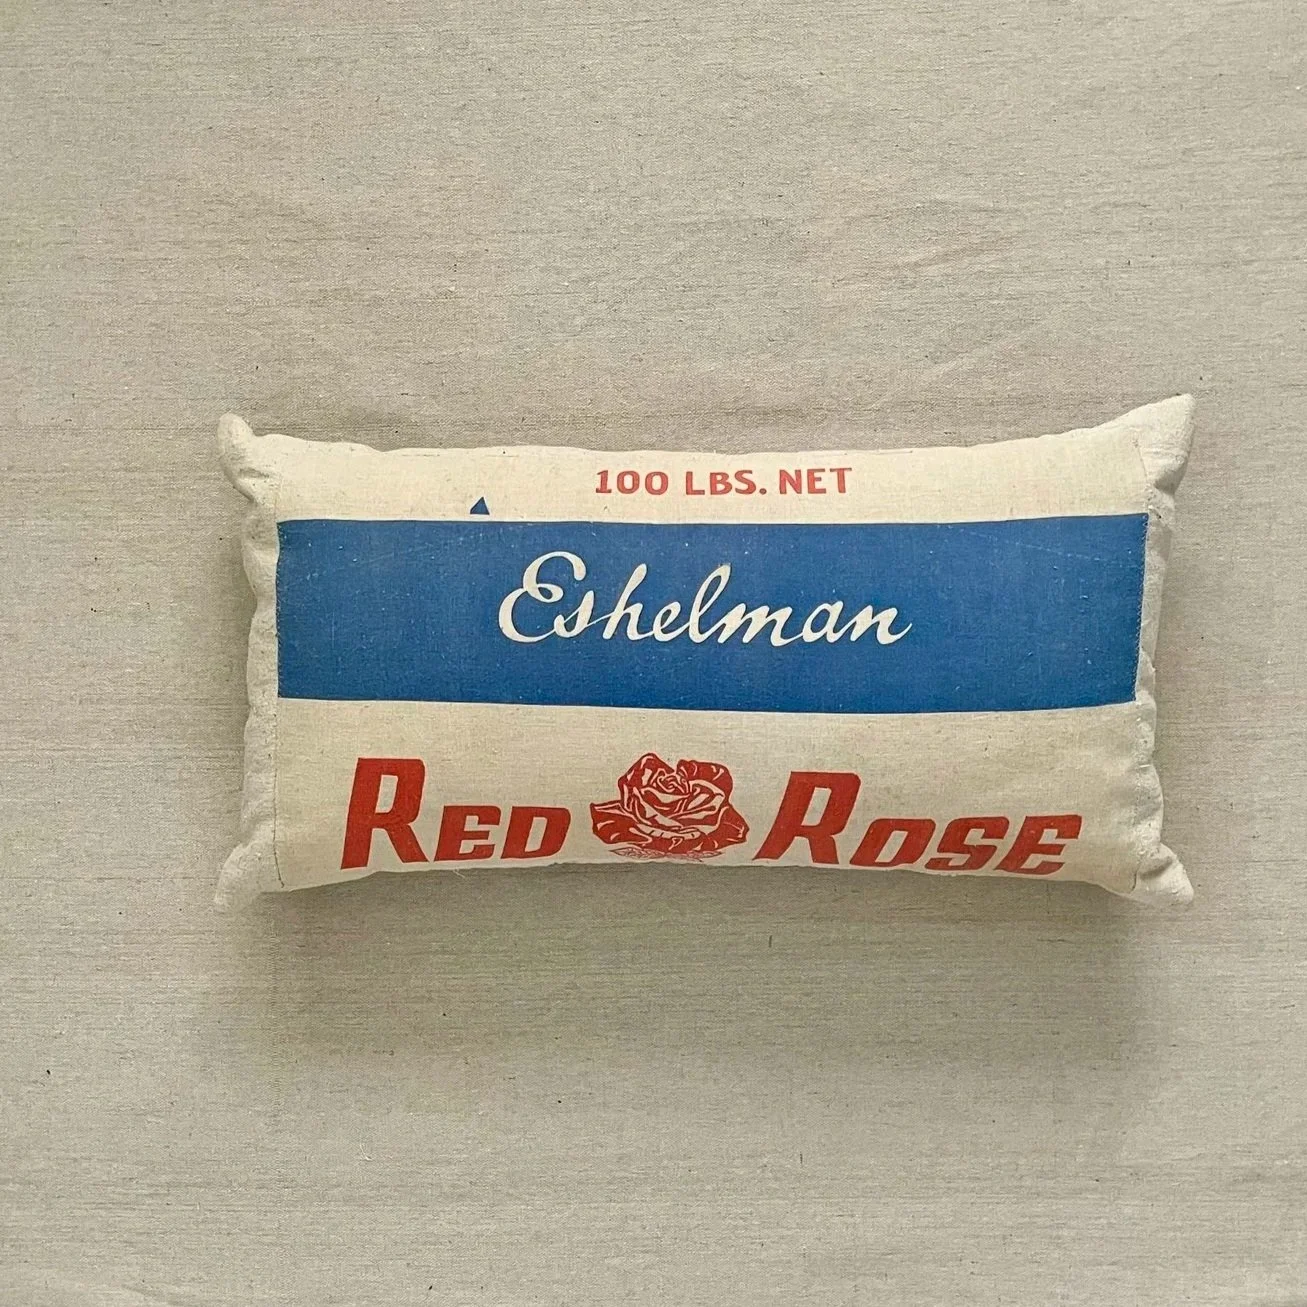 100 LBS. NET
Eshelman
RED ROSE